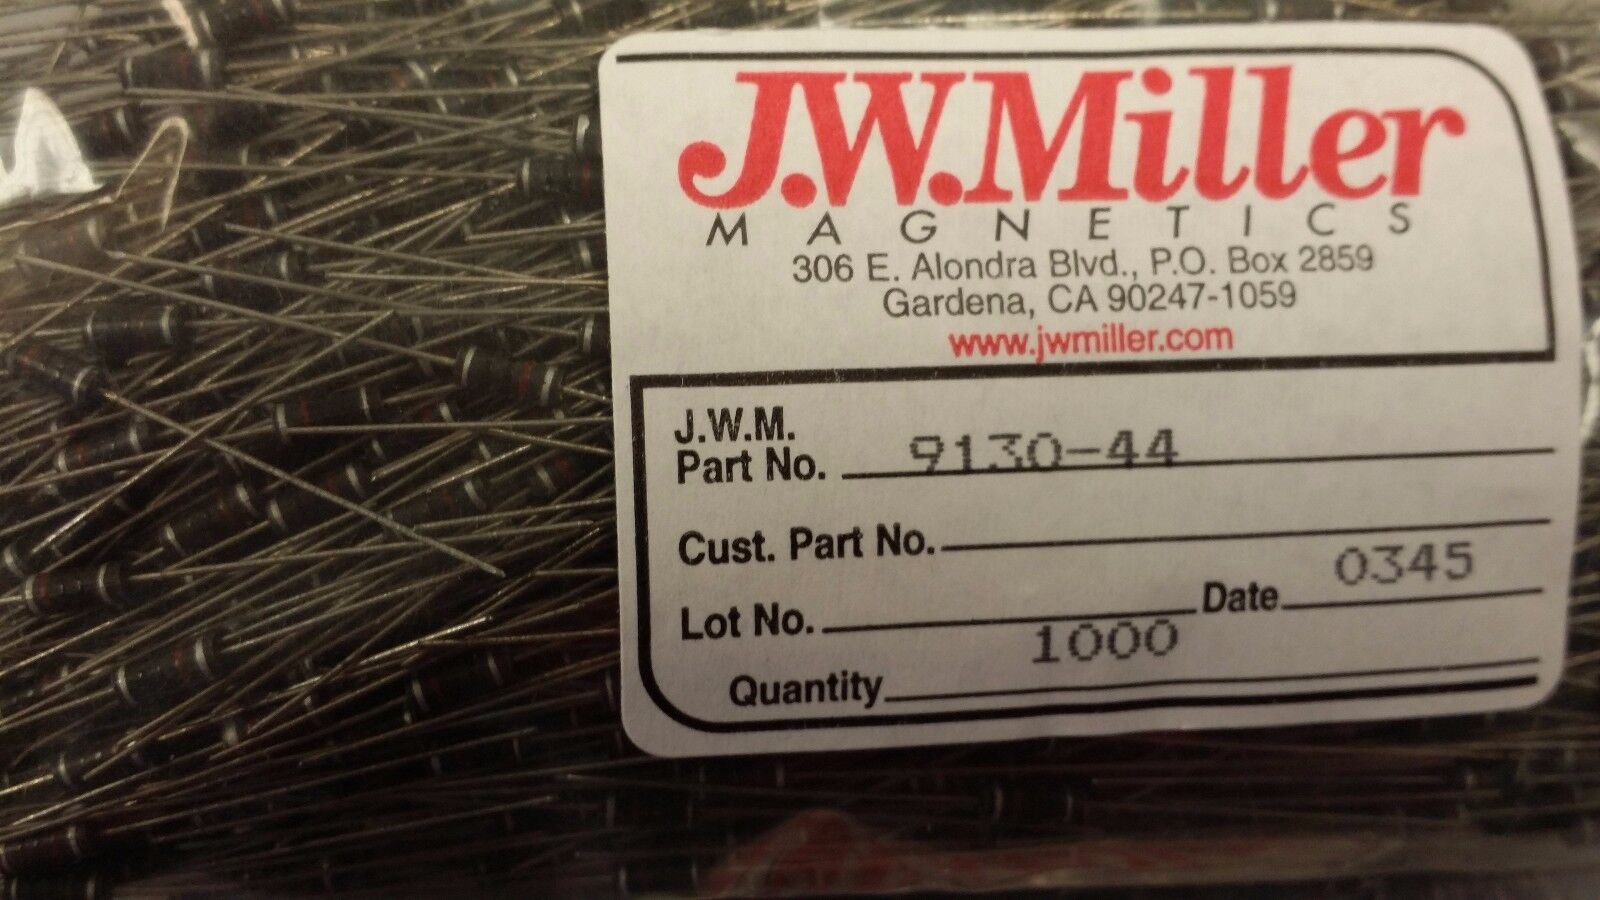 J.W.Miller
MAGNETICS
306 E. Alondra Blvd., P.O. Box 2859
Gardena, CA 90247-1059
www.jwmiller.com
J.W.M.
Part No. 9130-44
Cust. Part No.
Lot No. Date 0345
Quantity 1000